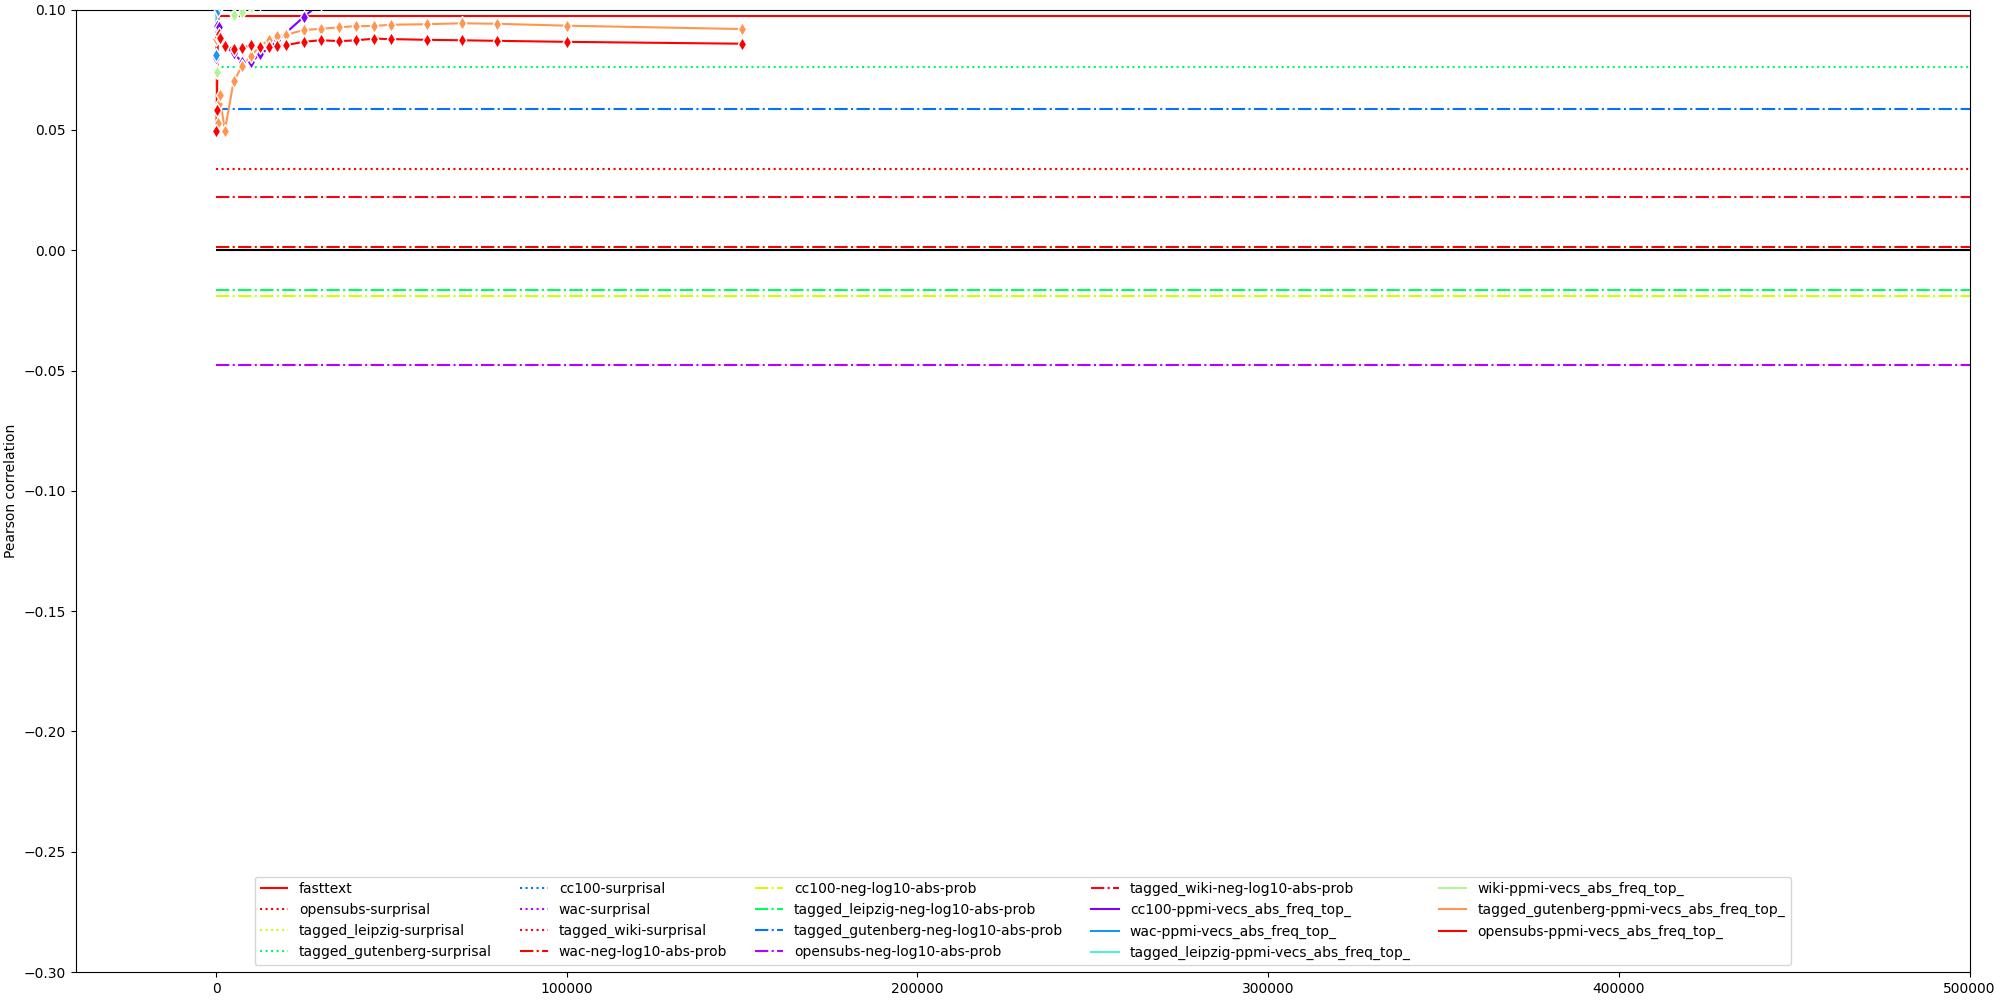 0.10
0.05
0.00
−0.05
−0.10
−0.15
−0.20
−0.25
−0.30
Pearson correlation
fasttext
opensubs-surprisal
tagged_leipzig-surprisal
tagged_gutenberg-surprisal
cc100-surprisal
wac-surprisal
tagged_wiki-surprisal
wac-neg-log10-abs-prob
cc100-neg-log10-abs-prob
tagged_leipzig-neg-log10-abs-prob
tagged_gutenberg-neg-log10-abs-prob
opensubs-neg-log10-abs-prob
tagged_wiki-neg-log10-abs-prob
cc100-ppmi-vecs_abs_freq_top_
wac-ppmi-vecs_abs_freq_top_
tagged_leipzig-ppmi-vecs_abs_freq_top_
wiki-ppmi-vecs_abs_freq_top_
tagged_gutenberg-ppmi-vecs_abs_freq_top_
opensubs-ppmi-vecs_abs_freq_top_
0 100000 200000 300000 400000 500000